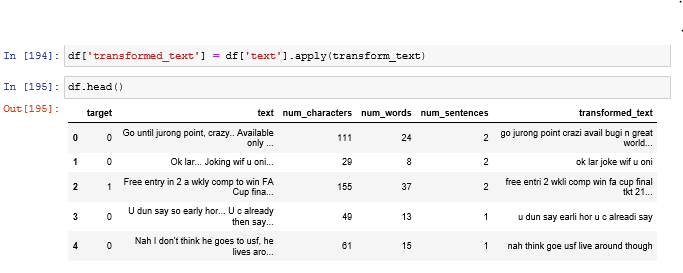 In [194]: df['transformed_text'] = df['text'].apply(transform_text)
In [195]: df.head()
Out[195]:
target text num_characters num_words num_sentences transformed_text
0 0 Go until jurong point, crazy.. Available only ... 111 24 2 go jurong point crazi avail bugi n great world...
1 0 Ok lar... Joking wif u oni... 29 8 2 ok lar joke wif u oni
2 1 Free entry in 2 a wkly comp to win FA Cup fina... 155 37 2 free entri 2 wkli comp win fa cup final tkt 21...
3 0 U dun say so early hor... U c already then say... 49 13 1 u dun say earli hor u c alreadi say
4 0 Nah I don't think he goes to usf, he lives aro... 61 15 1 nah think goe usf live around though